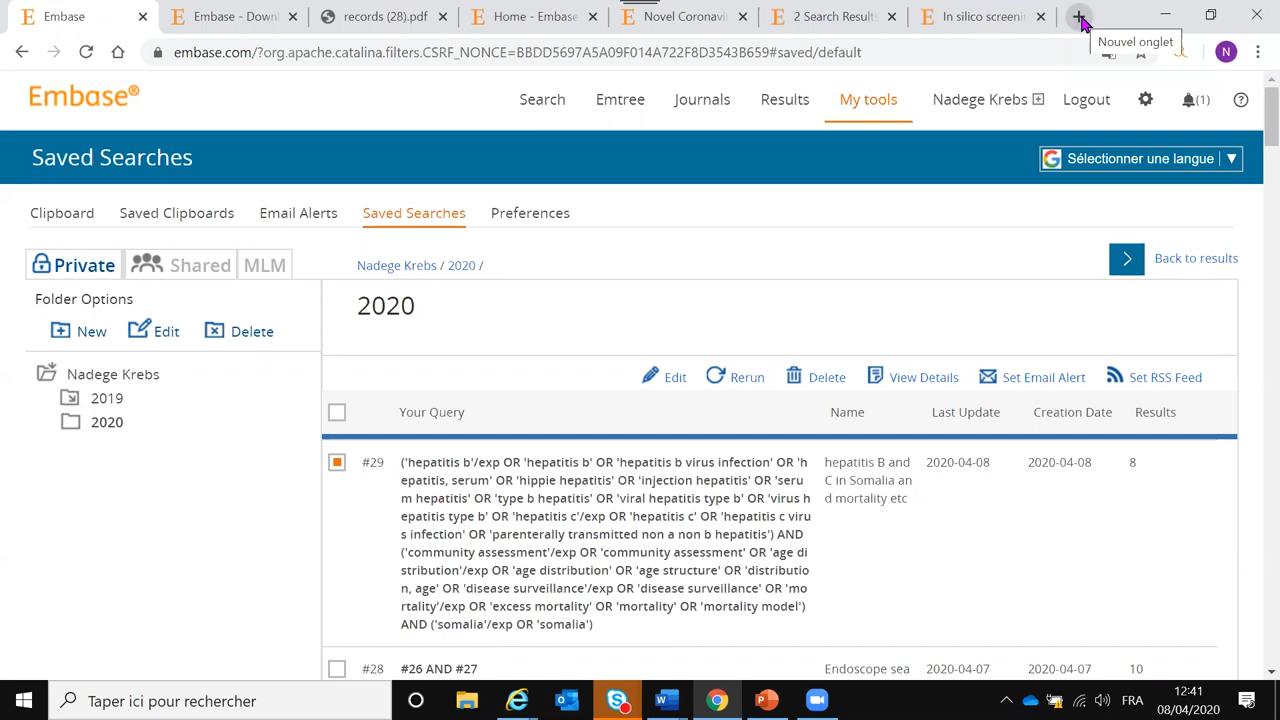 Embase
Embase - Down
records (28).pdf
Home - Embase
Novel Coronavi
2 Search Results
In silico screeni
Nouvel onglet
embase.com/?org.apache.catalina.filters.CSRF_NONCE=BBDD5697A5A09F014A722F8D3543B659#saved/default
N
Embase®
Search
Emtree
Journals
Results
My tools
Nadege Krebs
Logout
(1)
Saved Searches
Sélectionner une langue
Clipboard
Saved Clipboards
Email Alerts
Saved Searches
Preferences
Private
Shared
MLM
Nadege Krebs / 2020 /
Back to results
Folder Options
New
Edit
Delete
Nadege Krebs
2019
2020
2020
Edit
Rerun
Delete
View Details
Set Email Alert
Set RSS Feed
Your Query
Name
Last Update
Creation Date
Results
#29
('hepatitis b'/exp OR 'hepatitis b' OR 'hepatitis b virus infection' OR 'h
epatitis, serum' OR 'hippie hepatitis' OR 'injection hepatitis' OR 'seru
m hepatitis' OR 'type b hepatitis' OR 'viral hepatitis type b' OR 'virus h
epatitis type b' OR 'hepatitis c'/exp OR 'hepatitis c' OR 'hepatitis c viru
s infection' OR 'parenterally transmitted non a non b hepatitis') AND
('community assessment'/exp OR 'community assessment' OR 'age di
stribution'/exp OR 'age distribution' OR 'age structure' OR 'distributio
n, age' OR 'disease surveillance'/exp OR 'disease surveillance' OR 'mo
rtality'/exp OR 'excess mortality' OR 'mortality' OR 'mortality model')
AND ('somalia'/exp OR 'somalia')
hepatitis B and
C in Somalia an
d mortality etc
2020-04-08
2020-04-08
8
#28
#26 AND #27
Endoscope sea
2020-04-07
2020-04-07
10
Taper ici pour rechercher
FRA
12:41
08/04/2020